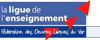 la ligue de
l'enseignement
Fédération des Œuvres Laïques du Var